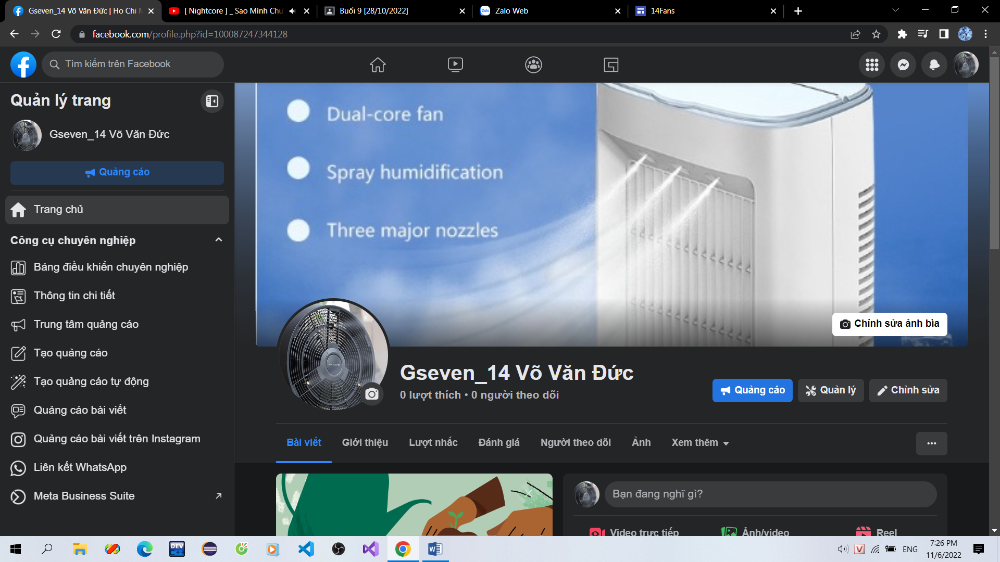 Gseven_14 Võ Văn Đức | Ho Chi M
[ Nightcore ] _ Sao Mình Chư
Buổi 9 [28/10/2022]
Zalo Web
14Fans
facebook.com/profile.php?id=100087247344128
Tìm kiếm trên Facebook
Quản lý trang
Gseven_14 Võ Văn Đức
Quảng cáo
Trang chủ
Công cụ chuyên nghiệp
Bảng điều khiển chuyên nghiệp
Thông tin chi tiết
Trung tâm quảng cáo
Tạo quảng cáo
Tạo quảng cáo tự động
Quảng cáo bài viết
Quảng cáo bài viết trên Instagram
Liên kết WhatsApp
Meta Business Suite
Dual-core fan
Spray humidification
Three major nozzles
Chỉnh sửa ảnh bìa
Gseven_14 Võ Văn Đức
0 lượt thích • 0 người theo dõi
Quảng cáo
Quản lý
Chỉnh sửa
Bài viết
Giới thiệu
Lượt nhắc
Đánh giá
Người theo dõi
Ảnh
Xem thêm
Bạn đang nghĩ gì?
Video trực tiếp
Ảnh/video
Reel
DEV
C++
ENG
7:26 PM
11/6/2022